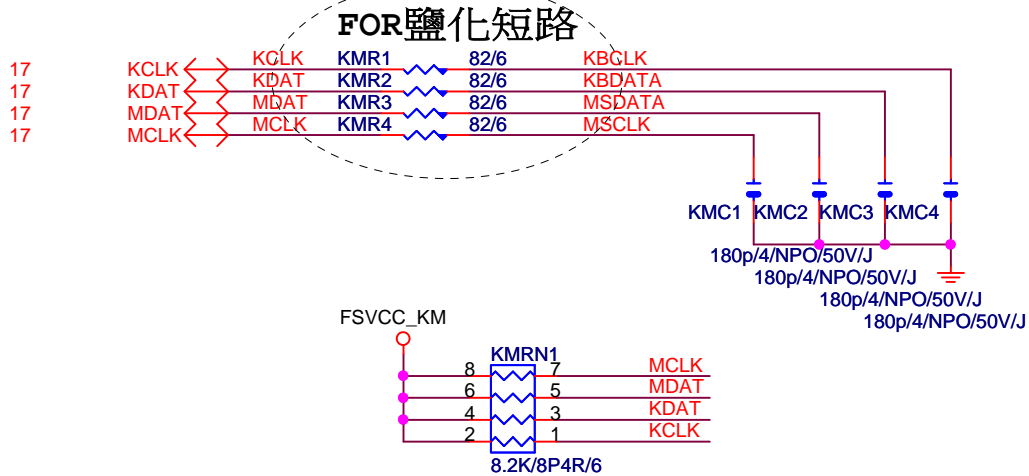 FOR鹽化短路
17 KCLK KCLK KMR1 82/6 KBCLK
17 KDAT KDAT KMR2 82/6 KBDATA
17 MDAT MDAT KMR3 82/6 MSDATA
17 MCLK MCLK KMR4 82/6 MSCLK
KMC1 KMC2 KMC3 KMC4
180p/4/NPO/50V/J
180p/4/NPO/50V/J
180p/4/NPO/50V/J
180p/4/NPO/50V/J
FSVCC_KM
KMRN1
8 7 MCLK
6 5 MDAT
4 3 KDAT
2 1 KCLK
8.2K/8P4R/6